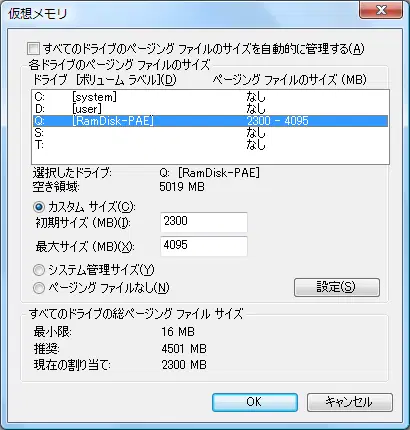 仮想メモリ
すべてのドライブのページング ファイルのサイズを自動的に管理する(A)
各ドライブのページング ファイルのサイズ
ドライブ [ボリューム ラベル](D) ページング ファイルのサイズ (MB)
C: [system] なし
D: [user] なし
Q: [RamDisk-PAE] 2300 - 4095
S: なし
T: なし
選択したドライブ: Q: [RamDisk-PAE]
空き領域: 5019 MB
カスタム サイズ(C):
初期サイズ (MB)(I): 2300
最大サイズ (MB)(X): 4095
システム管理サイズ(Y)
ページング ファイルなし(N) 設定(S)
すべてのドライブの総ページング ファイル サイズ
最小限: 16 MB
推奨: 4501 MB
現在の割り当て: 2300 MB
OK キャンセル